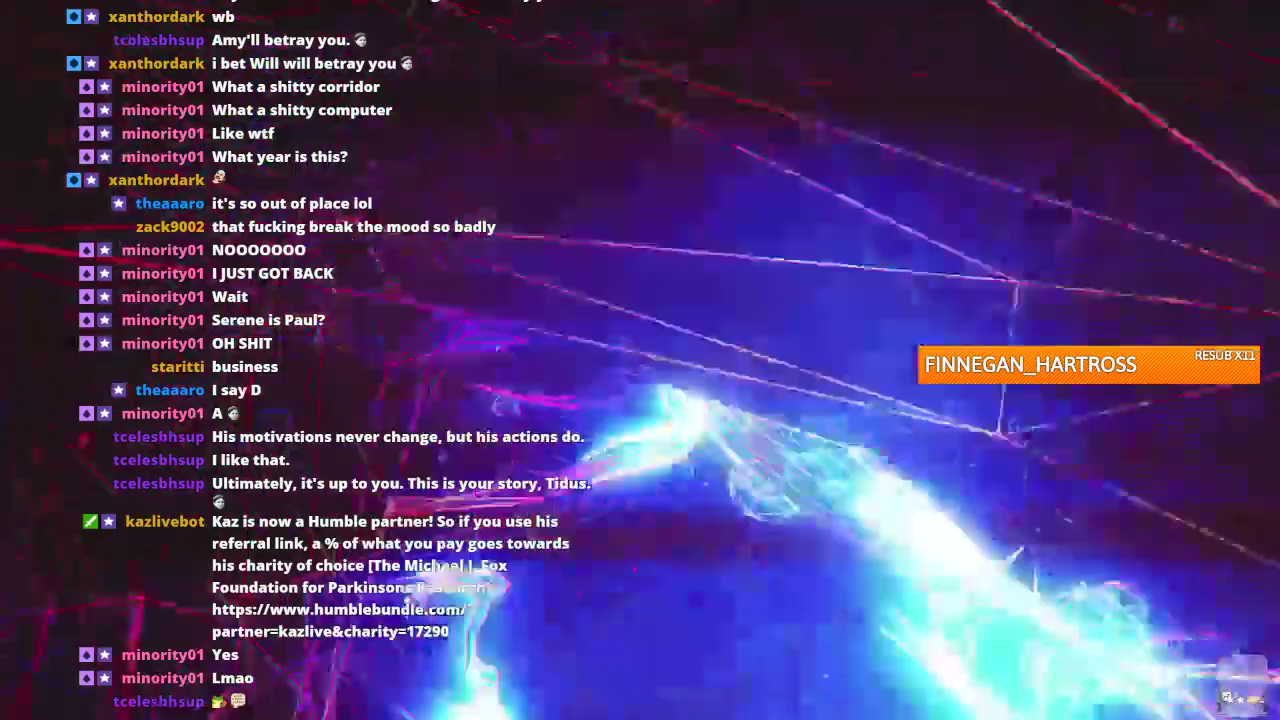 xanthordark wb
tcelesbhsup Amy'll betray you.
xanthordark i bet Will will betray you
minority01 What a shitty corridor
minority01 What a shitty computer
minority01 Like wtf
minority01 What year is this?
xanthordark
theaaaro it's so out of place lol
zack9002 that fucking break the mood so badly
minority01 NOOOOOOO
minority01 I JUST GOT BACK
minority01 Wait
minority01 Serene is Paul?
minority01 OH SHIT
staritti business
FINNEGAN_HARTROSS RESUB X11
theaaaro I say D
minority01 A
tcelesbhsup His motivations never change, but his actions do.
tcelesbhsup I like that.
tcelesbhsup Ultimately, it's up to you. This is your story, Tidus.
kazlivebot Kaz is now a Humble partner! So if you use his
referral link, a % of what you pay goes towards
his charity of choice [The Michael J. Fox
Foundation for Parkinsons
https://www.humblebundle.com/?
partner=kazlive&charity=17290
minority01 Yes
minority01 Lmao
tcelesbhsup